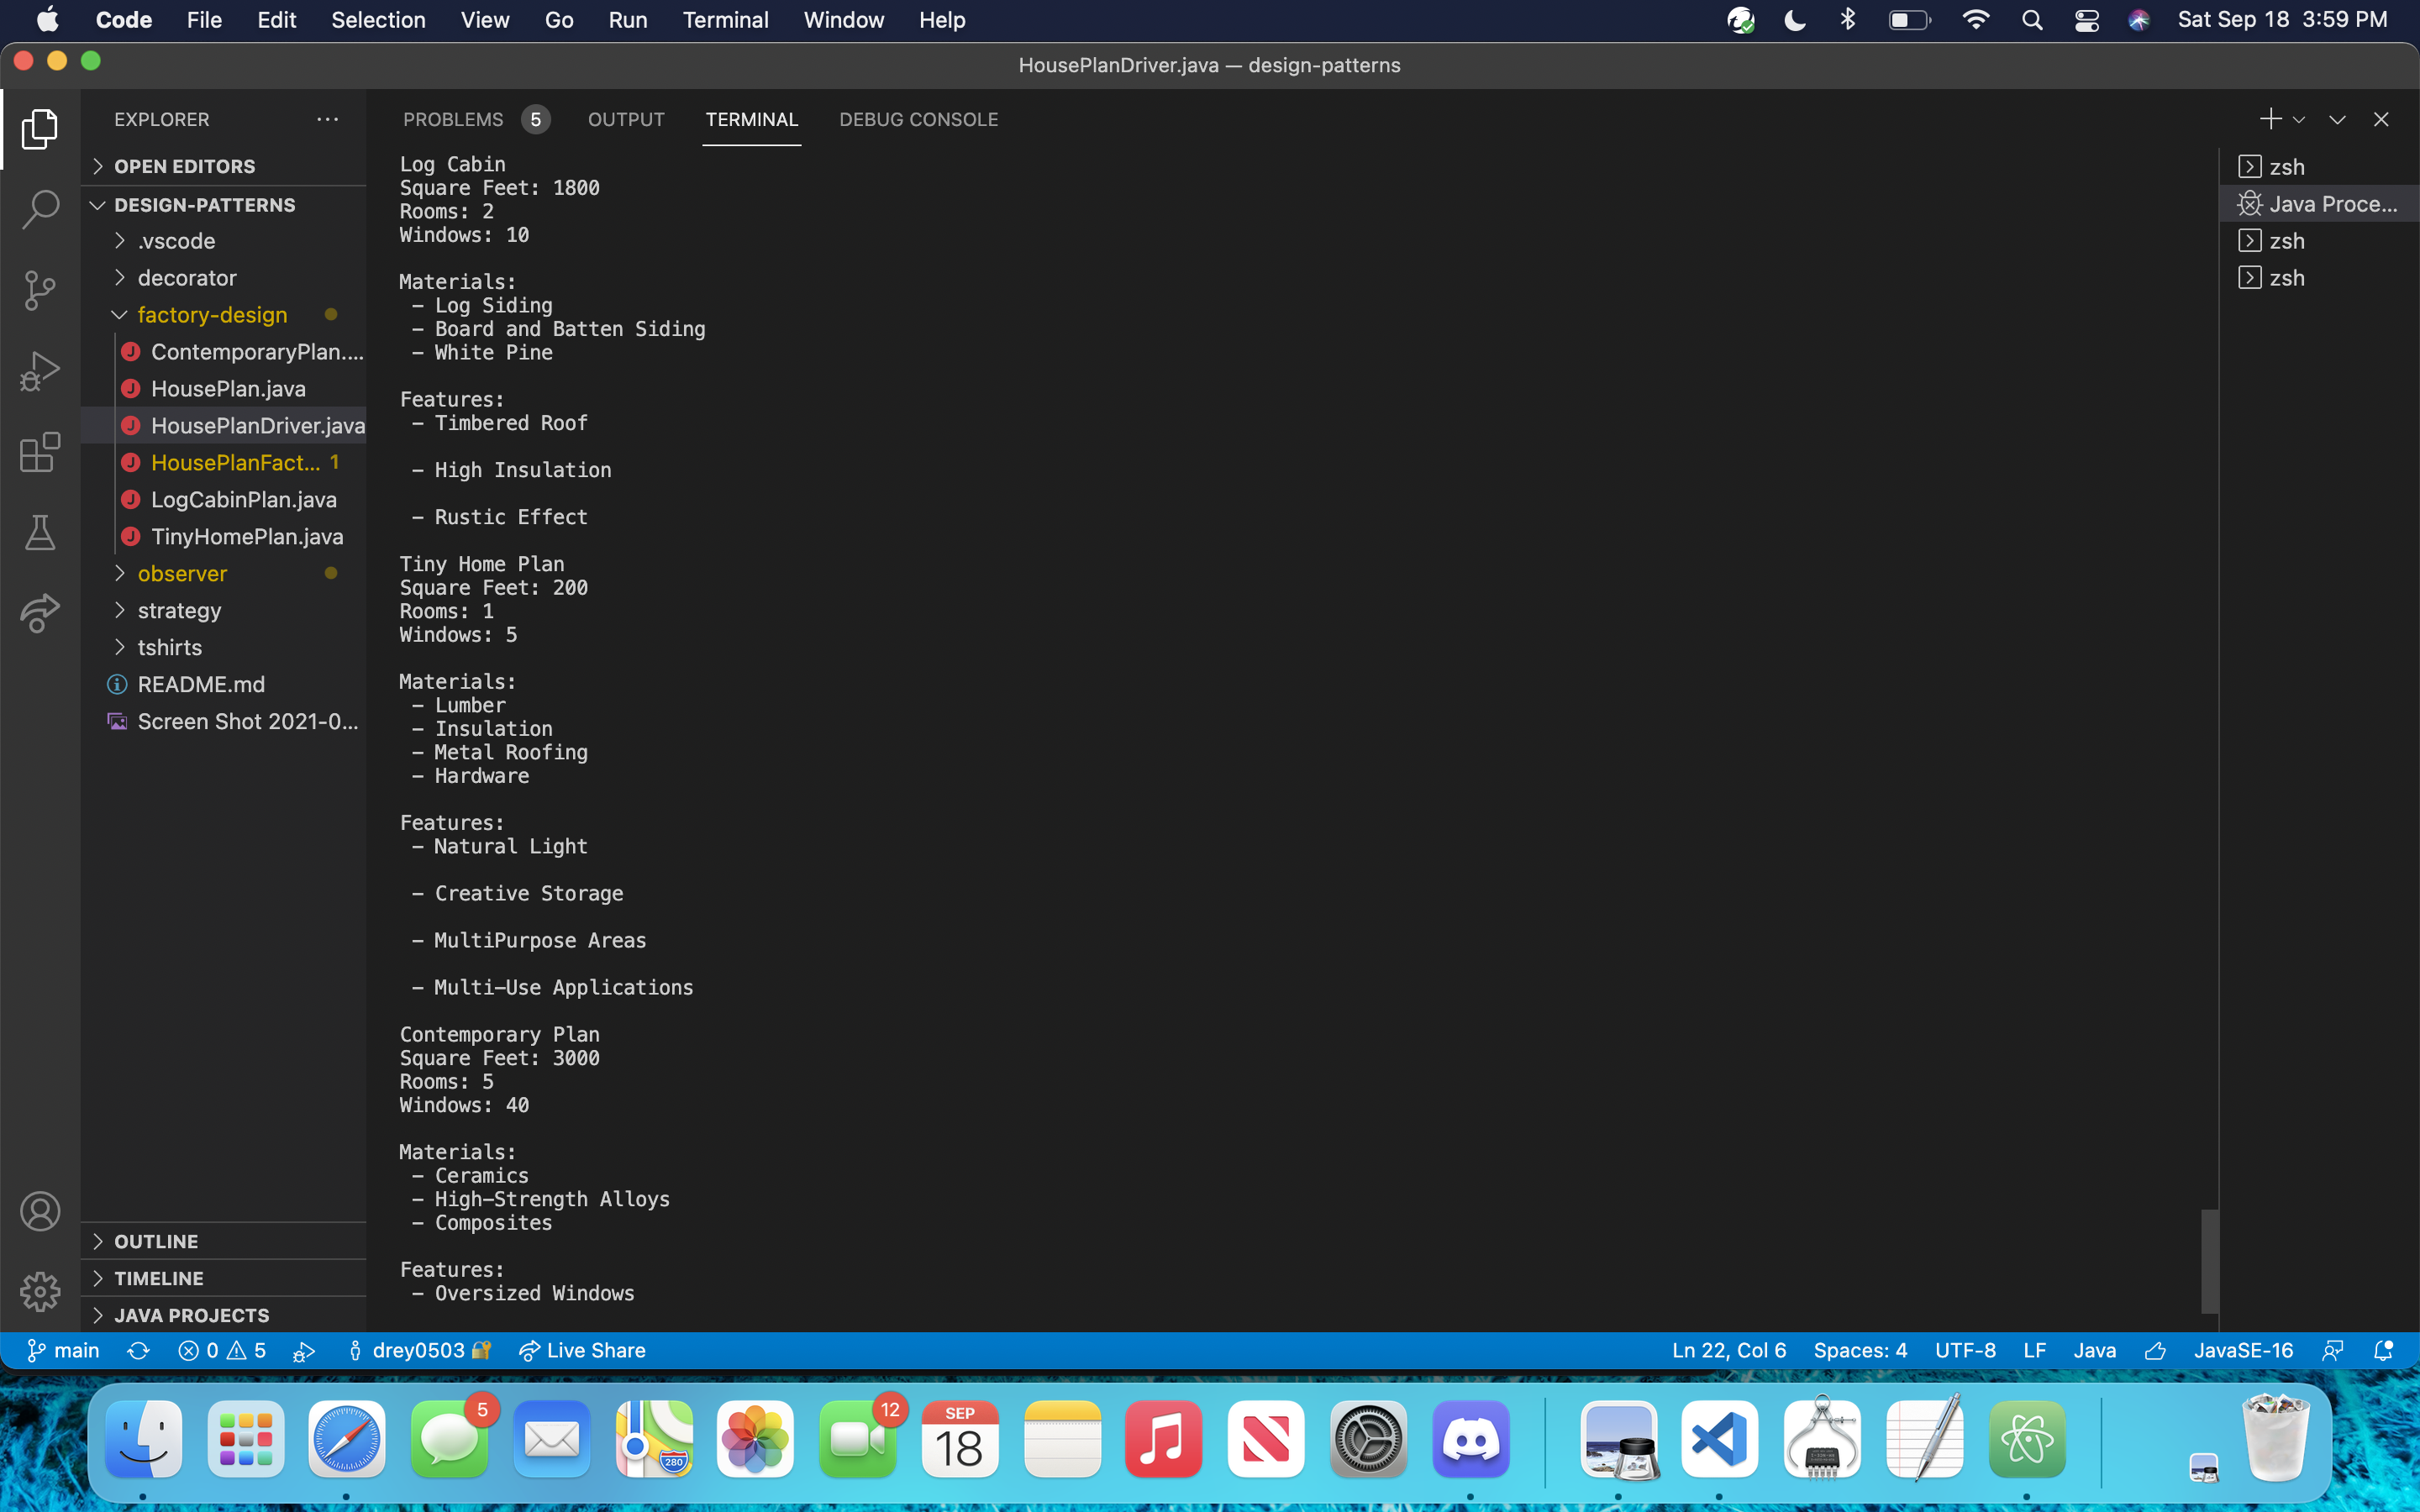 Code File Edit Selection View Go Run Terminal Window Help Sat Sep 18 3:59 PM
HousePlanDriver.java — design-patterns
EXPLORER ...
OPEN EDITORS
DESIGN-PATTERNS
.vscode
decorator
factory-design
ContemporaryPlan....
HousePlan.java
HousePlanDriver.java
HousePlanFact... 1
LogCabinPlan.java
TinyHomePlan.java
observer
strategy
tshirts
README.md
Screen Shot 2021-0...
OUTLINE
TIMELINE
JAVA PROJECTS
PROBLEMS 5 OUTPUT TERMINAL DEBUG CONSOLE
Log Cabin
Square Feet: 1800
Rooms: 2
Windows: 10
Materials:
- Log Siding
- Board and Batten Siding
- White Pine
Features:
- Timbered Roof
- High Insulation
- Rustic Effect
Tiny Home Plan
Square Feet: 200
Rooms: 1
Windows: 5
Materials:
- Lumber
- Insulation
- Metal Roofing
- Hardware
Features:
- Natural Light
- Creative Storage
- MultiPurpose Areas
- Multi-Use Applications
Contemporary Plan
Square Feet: 3000
Rooms: 5
Windows: 40
Materials:
- Ceramics
- High-Strength Alloys
- Composites
Features:
- Oversized Windows
zsh
Java Proce...
zsh
zsh
main 0 5 drey0503 Live Share Ln 22, Col 6 Spaces: 4 UTF-8 LF Java JavaSE-16
5
280
12
SEP
18